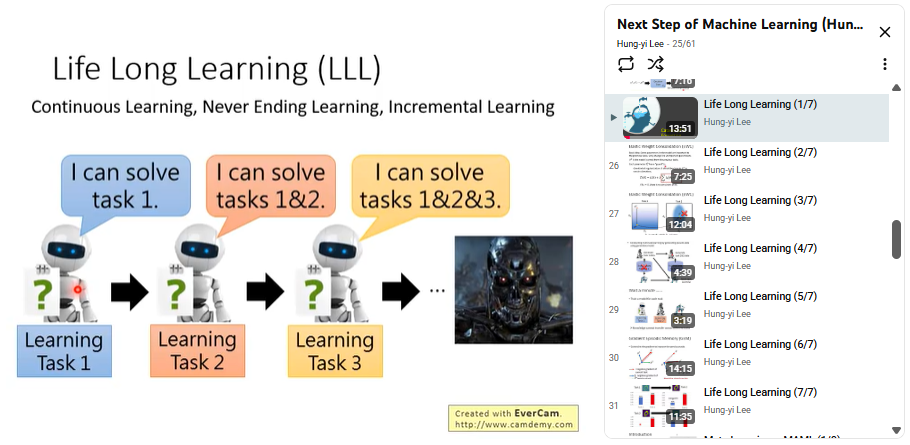 Life Long Learning (LLL)
Continuous Learning, Never Ending Learning, Incremental Learning
I can solve
task 1.
I can solve
tasks 1&2.
I can solve
tasks 1&2&3.
?
?
?
...
Learning
Task 1
Learning
Task 2
Learning
Task 3
Created with EverCam.
http://www.camdemy.com
Next Step of Machine Learning (Hun...
Hung-yi Lee - 25/61
7:16
13:51
Life Long Learning (1/7)
Hung-yi Lee
26
7:25
Life Long Learning (2/7)
Hung-yi Lee
27
12:04
Life Long Learning (3/7)
Hung-yi Lee
28
4:39
Life Long Learning (4/7)
Hung-yi Lee
29
3:19
Life Long Learning (5/7)
Hung-yi Lee
30
14:15
Life Long Learning (6/7)
Hung-yi Lee
31
11:35
Life Long Learning (7/7)
Hung-yi Lee